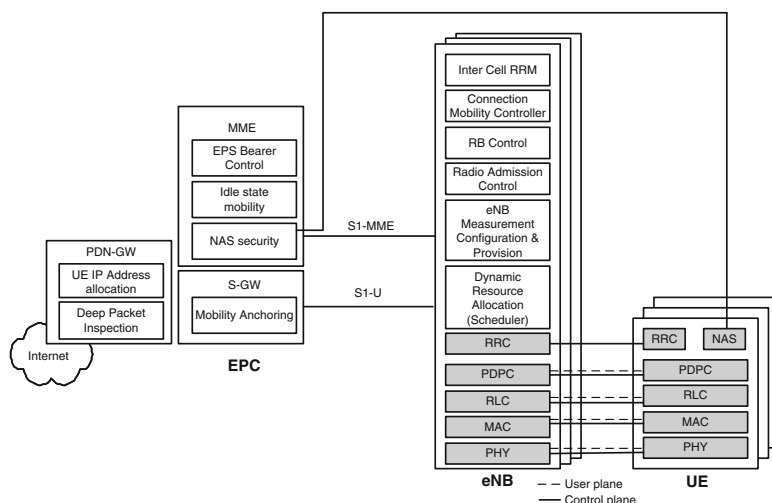 MME
EPS Bearer
Control
Idle state
mobility
NAS security
PDN-GW
UE IP Address
allocation
Deep Packet
Inspection
Internet
S-GW
Mobility Anchoring
EPC
S1-MME
S1-U
Inter Cell RRM
Connection
Mobility Controller
RB Control
Radio Admission
Control
eNB
Measurement
Configuration &
Provision
Dynamic
Resource
Allocation
(Scheduler)
RRC
PDPC
RLC
MAC
PHY
eNB
RRC
NAS
PDPC
RLC
MAC
PHY
UE
User plane
Control plane